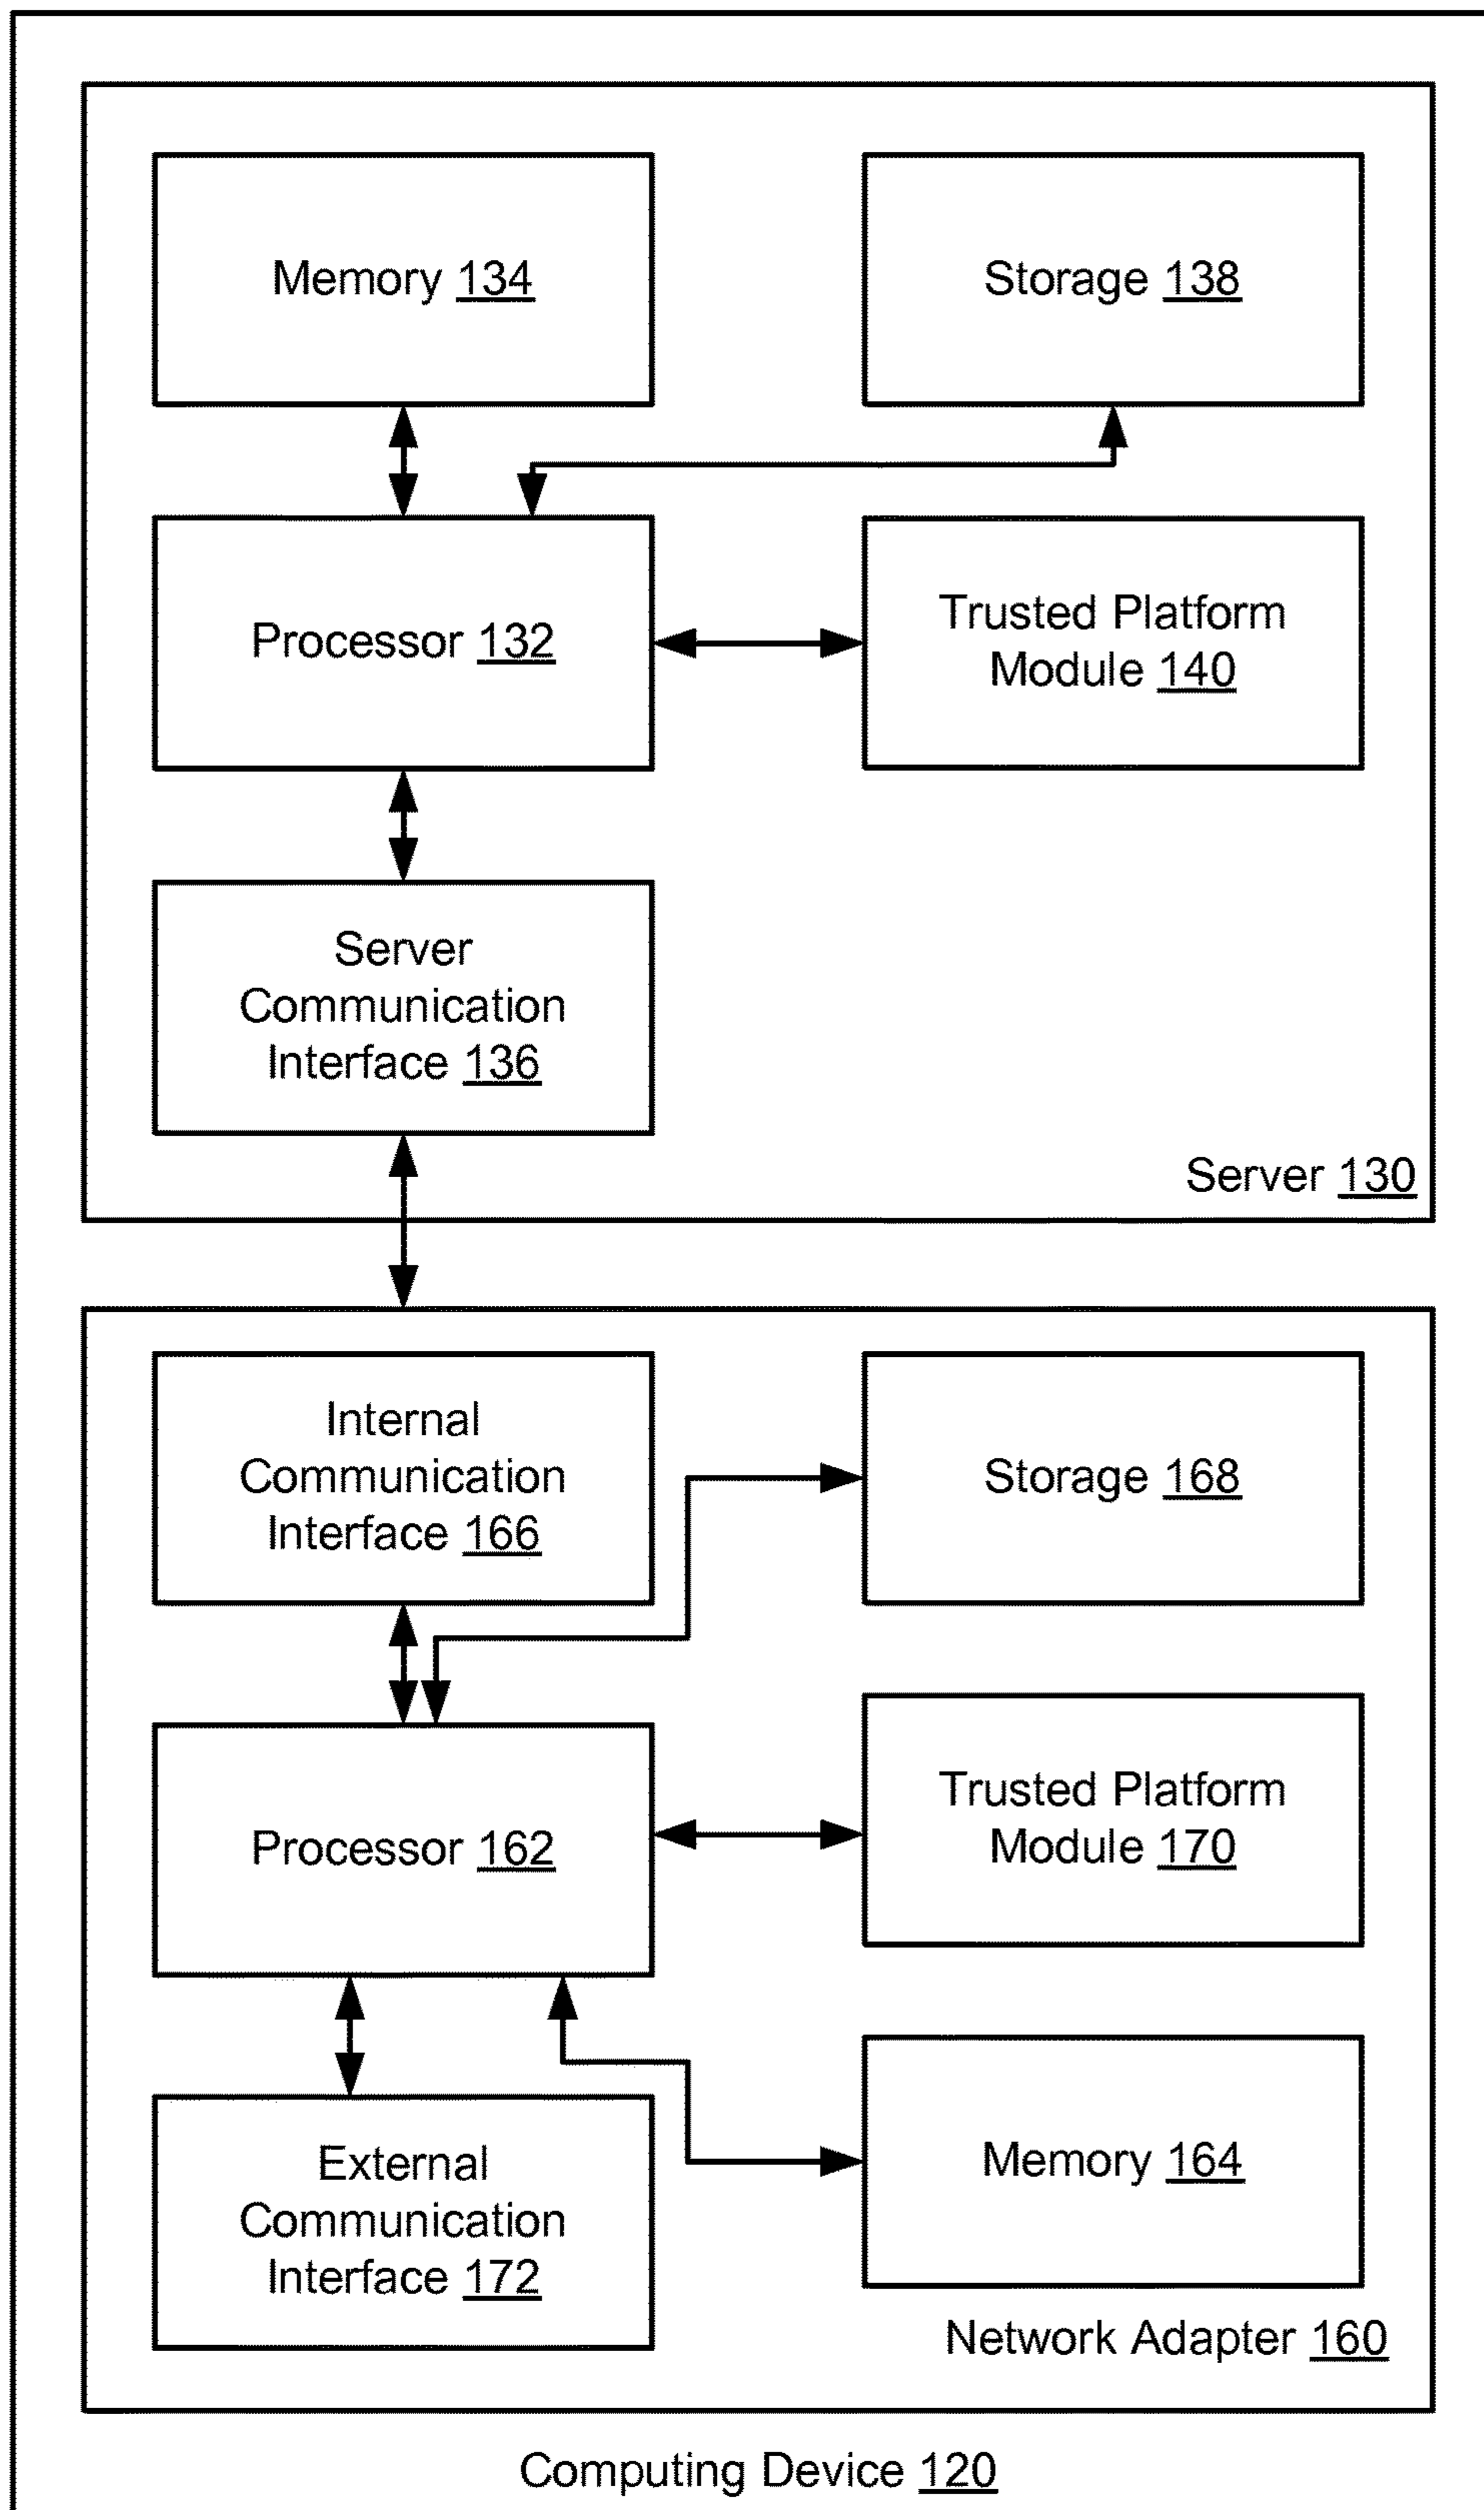 Memory 134
Storage 138
Processor 132
Trusted Platform
Module 140
Server
Communication
Interface 136
Server 130
Internal
Communication
Interface 166
Storage 168
Processor 162
Trusted Platform
Module 170
External
Communication
Interface 172
Memory 164
Network Adapter 160
Computing Device 120